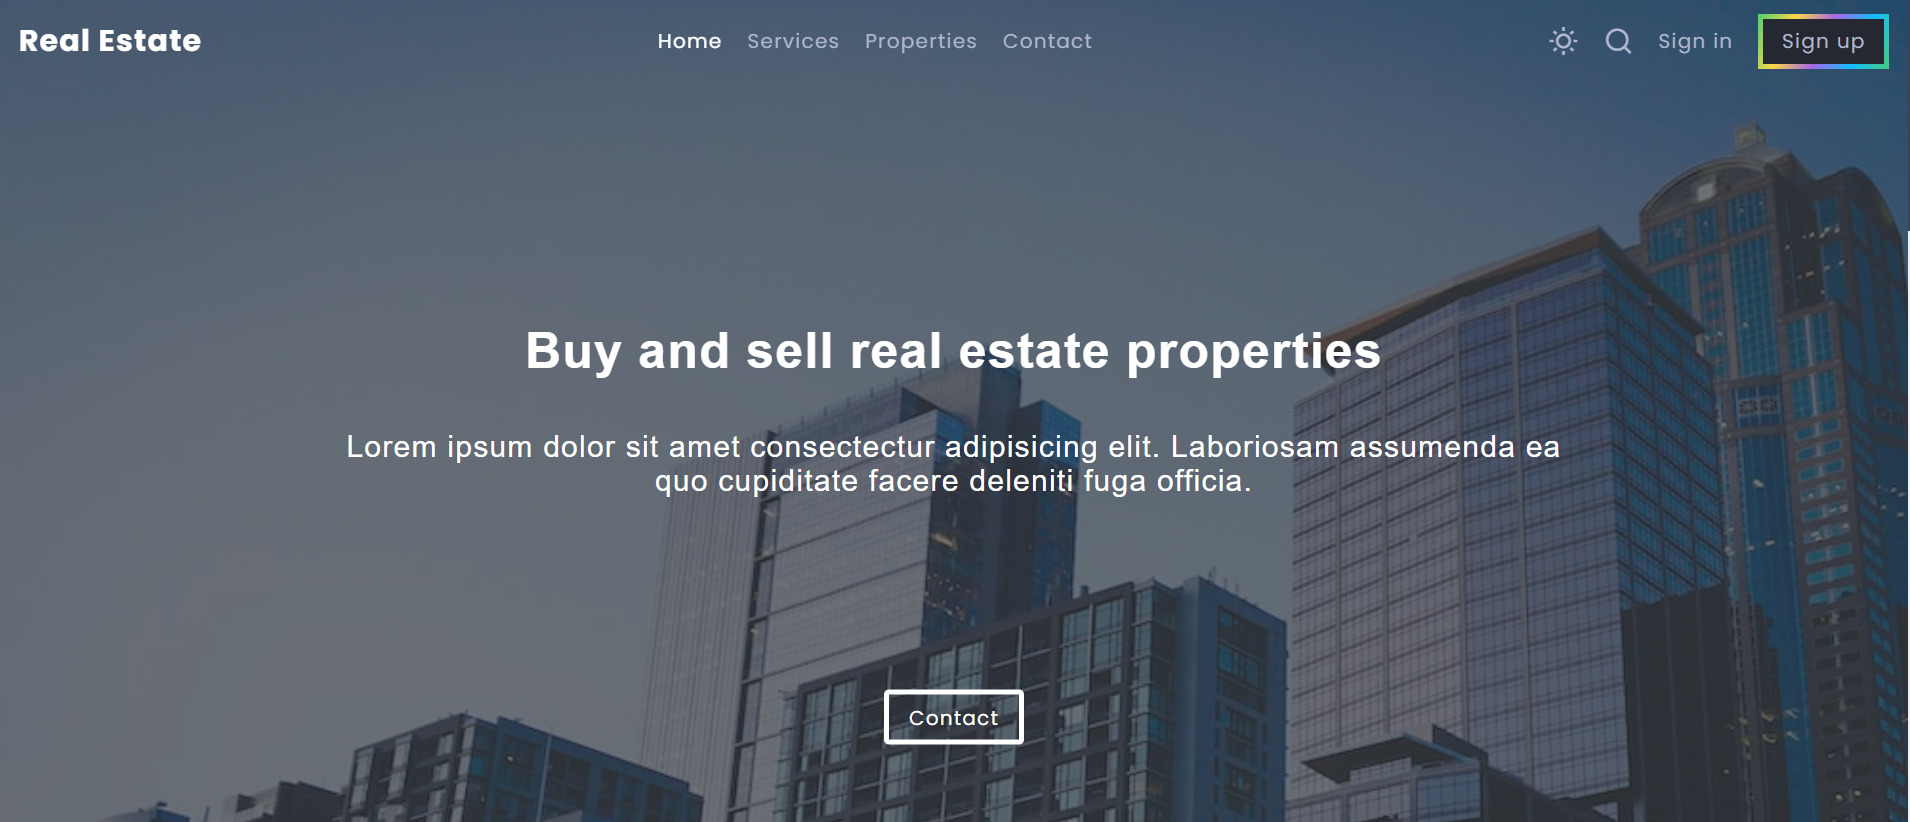 Real Estate
Home Services Properties Contact
Sign in
Sign up
Buy and sell real estate properties
Lorem ipsum dolor sit amet consectectur adipisicing elit. Laboriosam assumenda ea
quo cupiditate facere deleniti fuga officia.
Contact